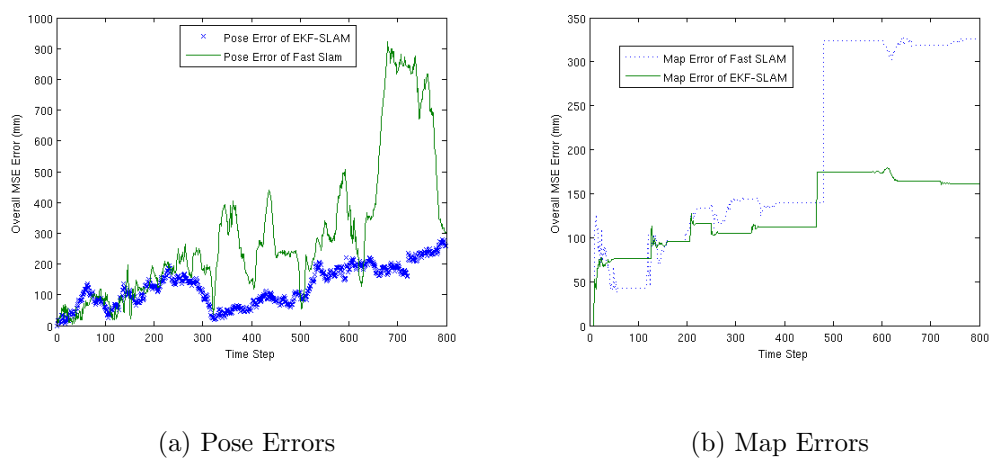 1000
900
800
700
600
500
400
300
200
100
0
Overall MSE Error (mm)
Pose Error of EKF-SLAM
Pose Error of Fast Slam
0 100 200 300 400 500 600 700 800
Time Step
(a) Pose Errors
350
300
250
200
150
100
50
0
Overall MSE Error (mm)
Map Error of Fast SLAM
Map Error of EKF-SLAM
0 100 200 300 400 500 600 700 800
Time Step
(b) Map Errors